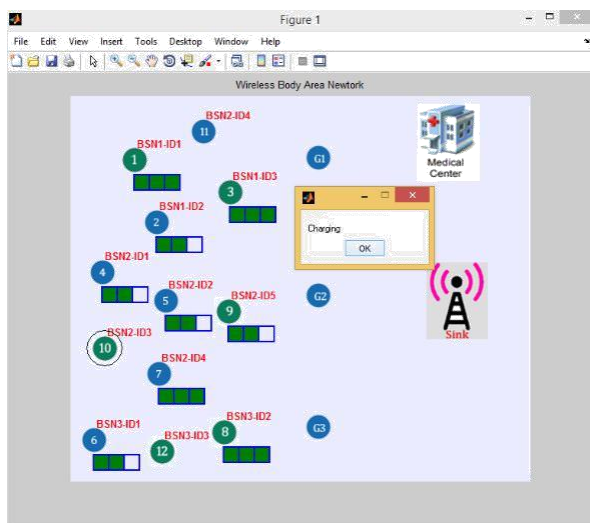 Figure 1
File Edit View Insert Tools Desktop Window Help
Wireless Body Area Newtork
BSN2-ID4
11
BSN1-ID1
1
G1
Medical
Center
BSN1-ID3
3
BSN1-ID2
2
Charging
OK
BSN2-ID1
4
BSN2-ID2
5
BSN2-ID5
9
G2
Sink
BSN2-ID3
10
BSN2-ID4
7
BSN3-ID1
6
BSN3-ID3
12
BSN3-ID2
8
G3